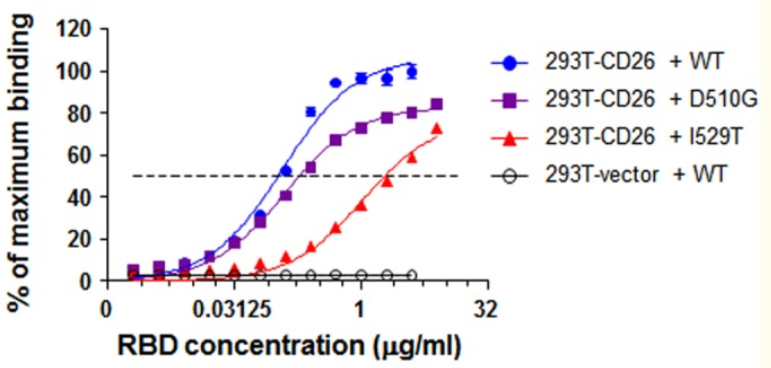 % of maximum binding
120
100
80
60
40
20
0
0 0.03125 1 32
RBD concentration (μg/ml)
293T-CD26 + WT
293T-CD26 + D510G
293T-CD26 + I529T
293T-vector + WT